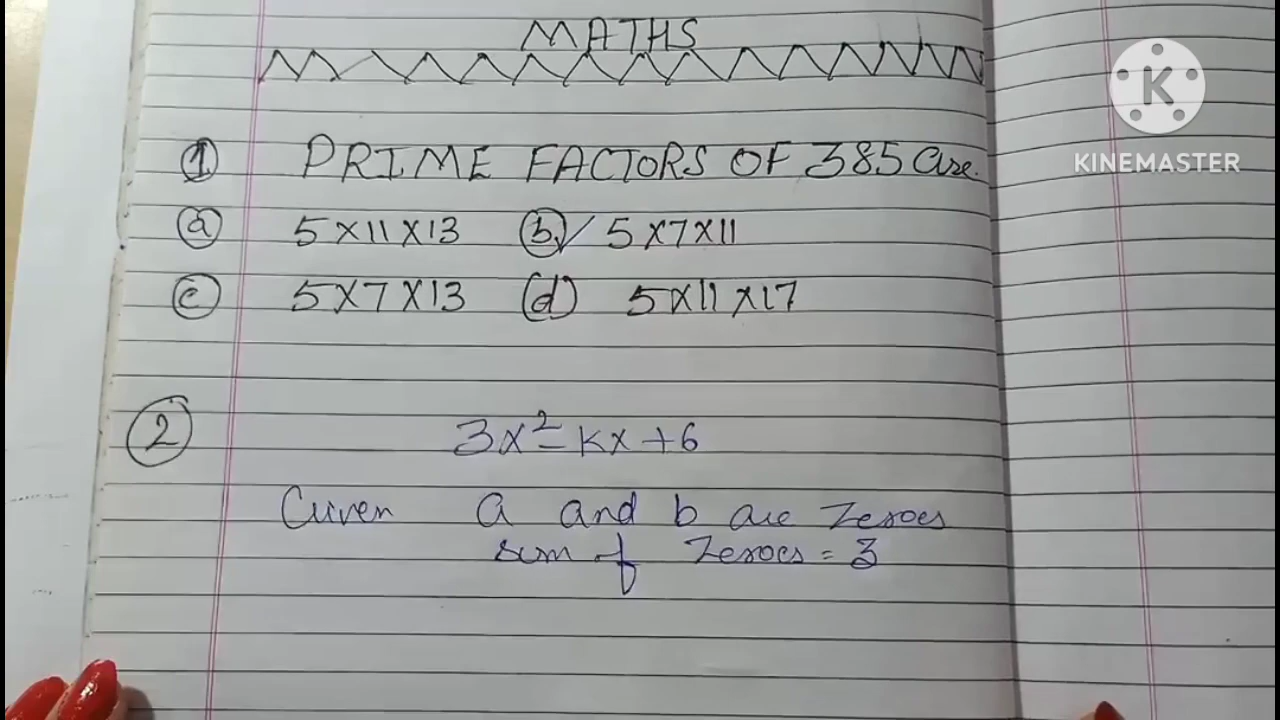 MATHS
K
KINEMASTER
① PRIME FACTORS OF 385 are.
ⓐ 5×11×13 ⓑ✓ 5×7×11
ⓒ 5×7×13 ⓓ 5×11×17
② 3x²-kx+6
Given a and b are zeroes
sum of zeroes = 3